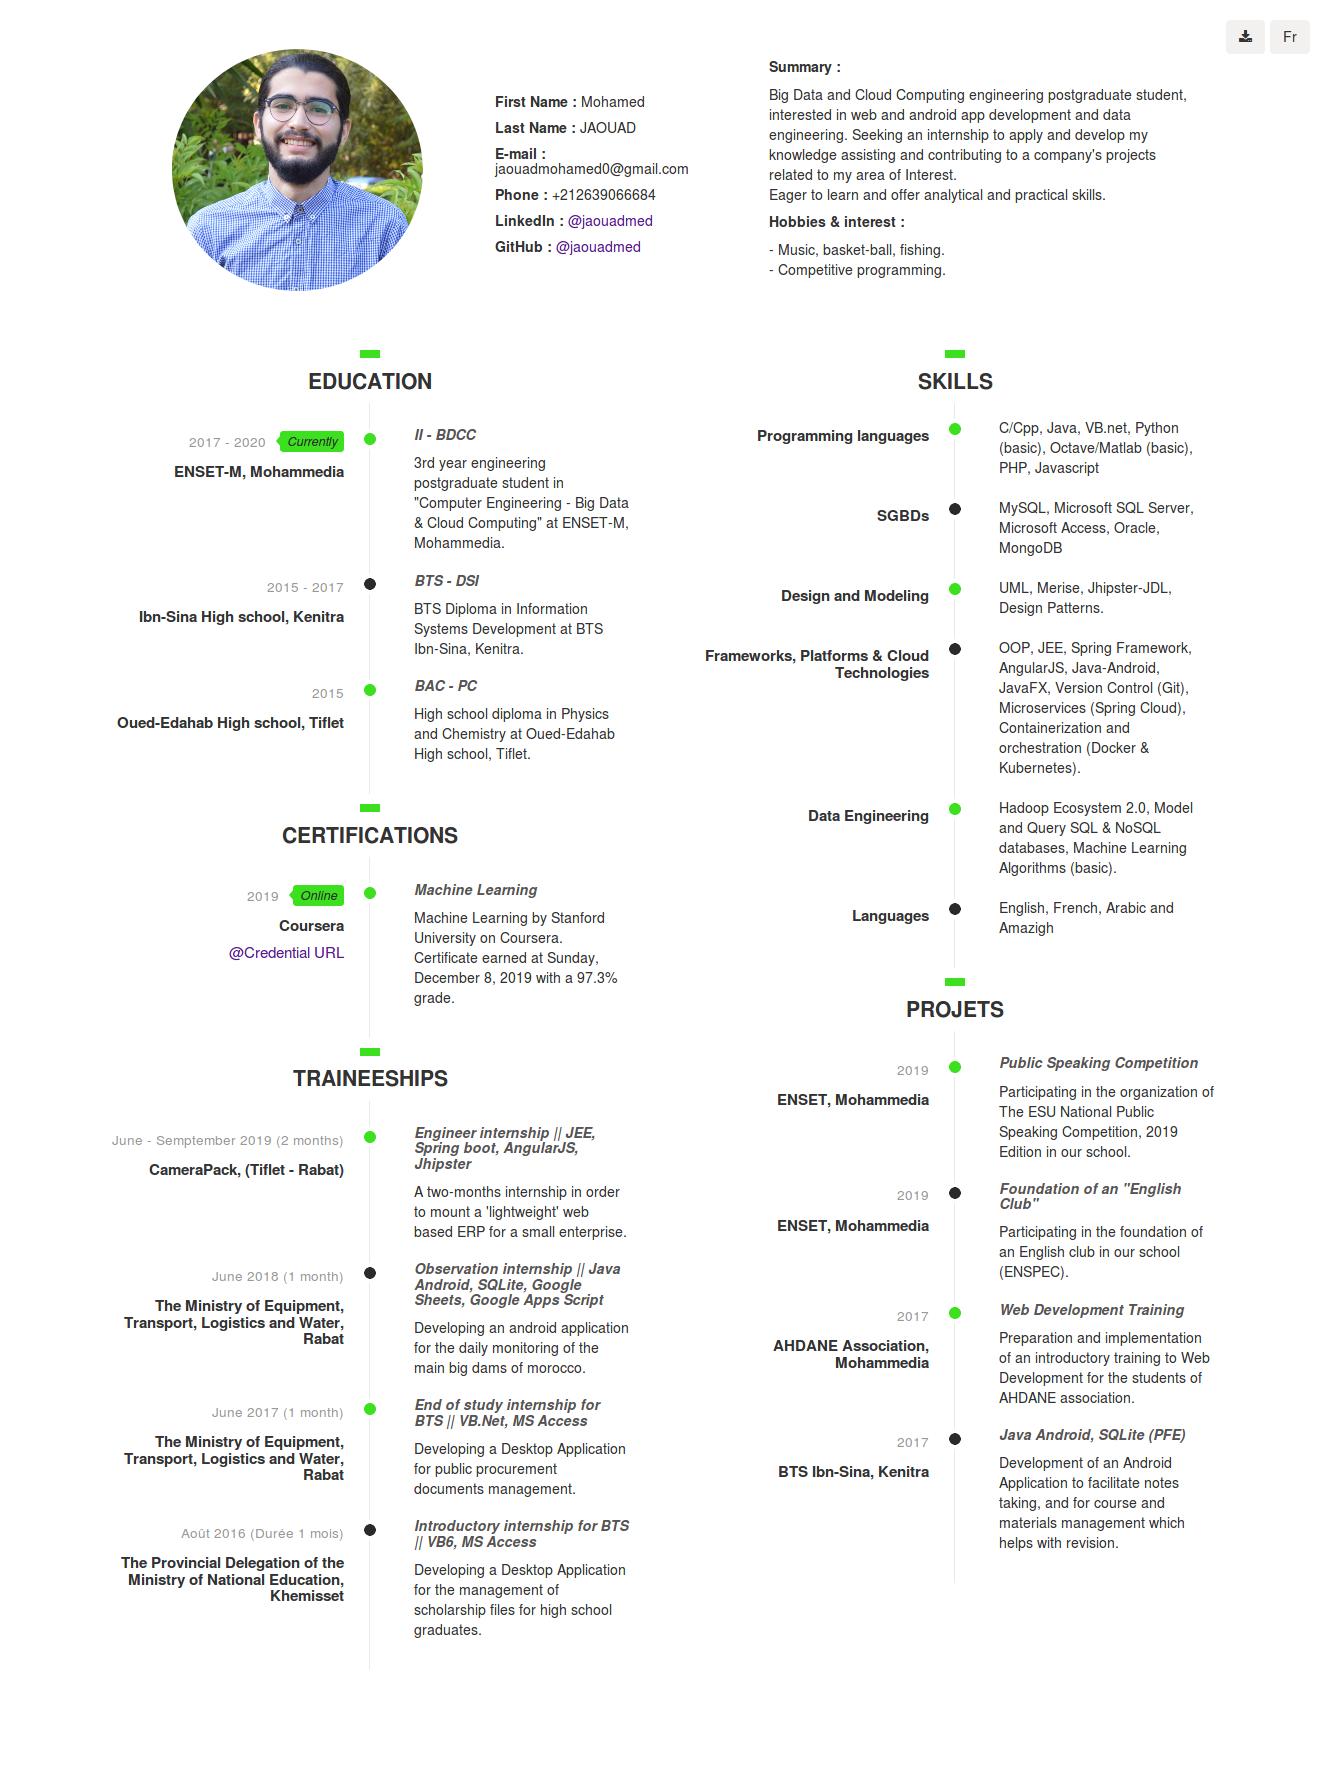 Fr
First Name : Mohamed
Last Name : JAOUAD
E-mail :
jaouadmohamed0@gmail.com
Phone : +212639066684
LinkedIn : @jaouadmed
GitHub : @jaouadmed
Summary :
Big Data and Cloud Computing engineering postgraduate student,
interested in web and android app development and data
engineering. Seeking an internship to apply and develop my
knowledge assisting and contributing to a company's projects
related to my area of Interest.
Eager to learn and offer analytical and practical skills.
Hobbies & interest :
- Music, basket-ball, fishing.
- Competitive programming.
EDUCATION
2017 - 2020 Currently
ENSET-M, Mohammedia
II - BDCC
3rd year engineering
postgraduate student in
"Computer Engineering - Big Data
& Cloud Computing" at ENSET-M,
Mohammedia.
2015 - 2017
Ibn-Sina High school, Kenitra
BTS - DSI
BTS Diploma in Information
Systems Development at BTS
Ibn-Sina, Kenitra.
2015
Oued-Edahab High school, Tiflet
BAC - PC
High school diploma in Physics
and Chemistry at Oued-Edahab
High school, Tiflet.
CERTIFICATIONS
2019 Online
Coursera
@Credential URL
Machine Learning
Machine Learning by Stanford
University on Coursera.
Certificate earned at Sunday,
December 8, 2019 with a 97.3%
grade.
TRAINEESHIPS
June - Semptember 2019 (2 months)
CameraPack, (Tiflet - Rabat)
Engineer internship || JEE,
Spring boot, AngularJS,
Jhipster
A two-months internship in order
to mount a 'lightweight' web
based ERP for a small enterprise.
June 2018 (1 month)
The Ministry of Equipment,
Transport, Logistics and Water,
Rabat
Observation internship || Java
Android, SQLite, Google
Sheets, Google Apps Script
Developing an android application
for the daily monitoring of the
main big dams of morocco.
June 2017 (1 month)
The Ministry of Equipment,
Transport, Logistics and Water,
Rabat
End of study internship for
BTS || VB.Net, MS Access
Developing a Desktop Application
for public procurement
documents management.
Août 2016 (Durée 1 mois)
The Provincial Delegation of the
Ministry of National Education,
Khemisset
Introductory internship for BTS
|| VB6, MS Access
Developing a Desktop Application
for the management of
scholarship files for high school
graduates.
SKILLS
Programming languages
C/Cpp, Java, VB.net, Python
(basic), Octave/Matlab (basic),
PHP, Javascript
SGBDs
MySQL, Microsoft SQL Server,
Microsoft Access, Oracle,
MongoDB
Design and Modeling
UML, Merise, Jhipster-JDL,
Design Patterns.
Frameworks, Platforms & Cloud
Technologies
OOP, JEE, Spring Framework,
AngularJS, Java-Android,
JavaFX, Version Control (Git),
Microservices (Spring Cloud),
Containerization and
orchestration (Docker &
Kubernetes).
Data Engineering
Hadoop Ecosystem 2.0, Model
and Query SQL & NoSQL
databases, Machine Learning
Algorithms (basic).
Languages
English, French, Arabic and
Amazigh
PROJETS
2019
ENSET, Mohammedia
Public Speaking Competition
Participating in the organization of
The ESU National Public
Speaking Competition, 2019
Edition in our school.
2019
ENSET, Mohammedia
Foundation of an "English
Club"
Participating in the foundation of
an English club in our school
(ENSPEC).
2017
AHDANE Association,
Mohammedia
Web Development Training
Preparation and implementation
of an introductory training to Web
Development for the students of
AHDANE association.
2017
BTS Ibn-Sina, Kenitra
Java Android, SQLite (PFE)
Development of an Android
Application to facilitate notes
taking, and for course and
materials management which
helps with revision.